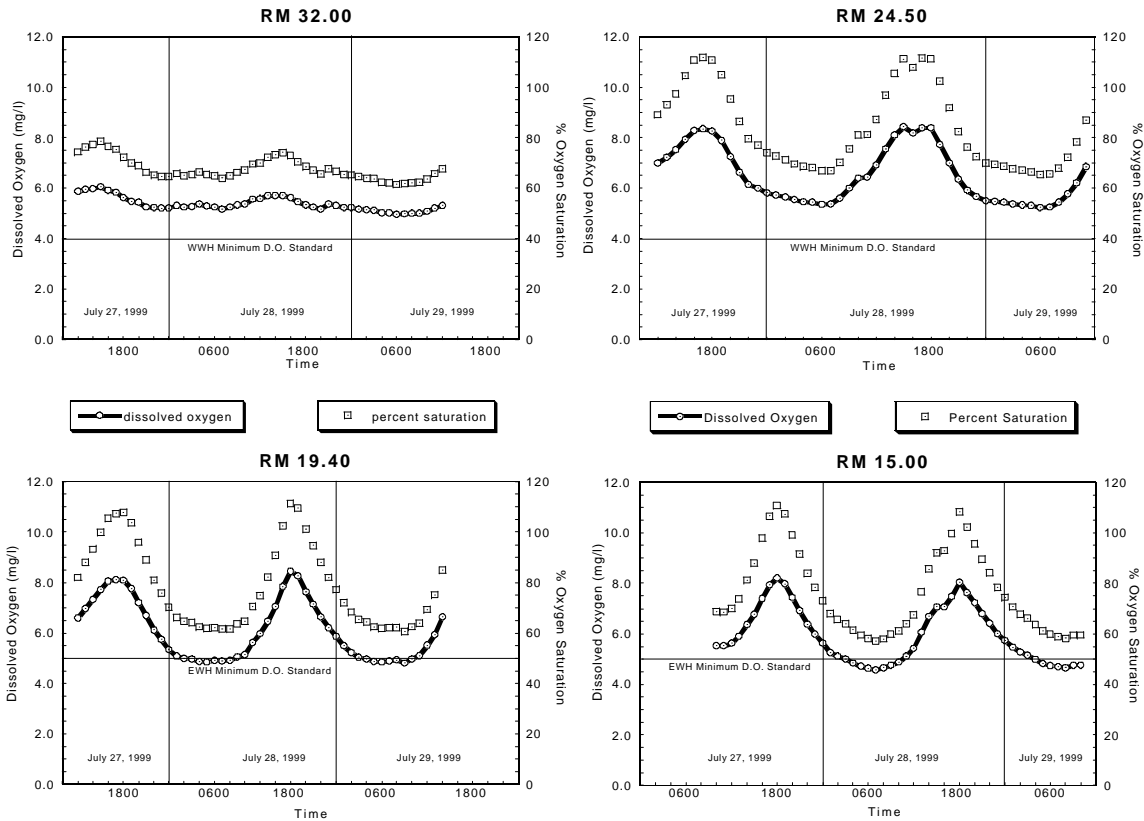 RM 32.00
12.0
10.0
8.0
6.0
4.0
2.0
0.0
Dissolved Oxygen (mg/l)
120
100
80
60
40
20
0
% Oxygen Saturation
WWH Minimum D.O. Standard
July 27, 1999
July 28, 1999
July 29, 1999
1800
0600
1800
0600
1800
Time
RM 24.50
12.0
10.0
8.0
6.0
4.0
2.0
0.0
Dissolved Oxygen (mg/l)
120
100
80
60
40
20
0
% Oxygen Saturation
WWH Minimum D.O. Standard
July 27, 1999
July 28, 1999
July 29, 1999
1800
0600
1800
0600
Time
dissolved oxygen
percent saturation
Dissolved Oxygen
Percent Saturation
RM 19.40
12.0
10.0
8.0
6.0
4.0
2.0
0.0
Dissolved Oxygen (mg/l)
120
100
80
60
40
20
0
% Oxygen Saturation
EWH Minimum D.O. Standard
July 27, 1999
July 28, 1999
July 29, 1999
1800
0600
1800
0600
1800
Time
RM 15.00
12.0
10.0
8.0
6.0
4.0
2.0
0.0
Dissolved Oxygen (mg/l)
120
100
80
60
40
20
0
% Oxygen Saturation
EWH Minimum D.O. Standard
July 27, 1999
July 28, 1999
July 29, 1999
0600
1800
0600
1800
0600
Time